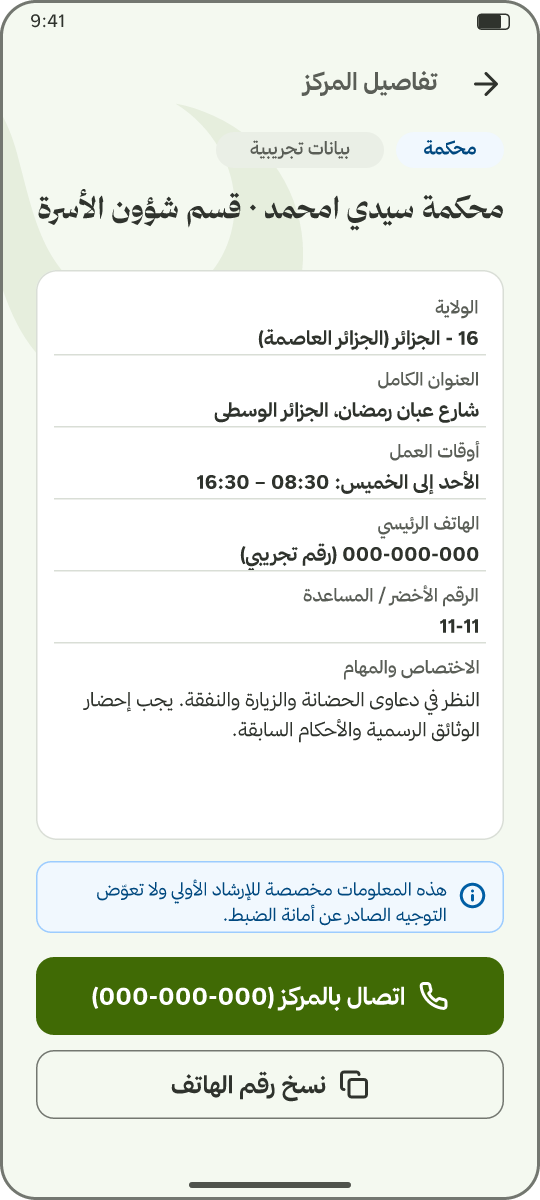 9:41
تفاصيل المركز
محكمة
بيانات تجريبية
محكمة سيدي امحمد · قسم شؤون الأسرة
الولاية
16 - الجزائر (الجزائر العاصمة)
العنوان الكامل
شارع عبان رمضان، الجزائر الوسطى
أوقات العمل
الأحد إلى الخميس: 08:30 – 16:30
الهاتف الرئيسي
000-000-000 (رقم تجريبي)
الرقم الأخضر / المساعدة
11-11
الاختصاص والمهام
النظر في دعاوى الحضانة والزيارة والنفقة. يجب إحضار
الوثائق الرسمية والأحكام السابقة.
هذه المعلومات مخصصة للإرشاد الأولي ولا تعوّض
التوجيه الصادر عن أمانة الضبط.
اتصال بالمركز (000-000-000)
نسخ رقم الهاتف